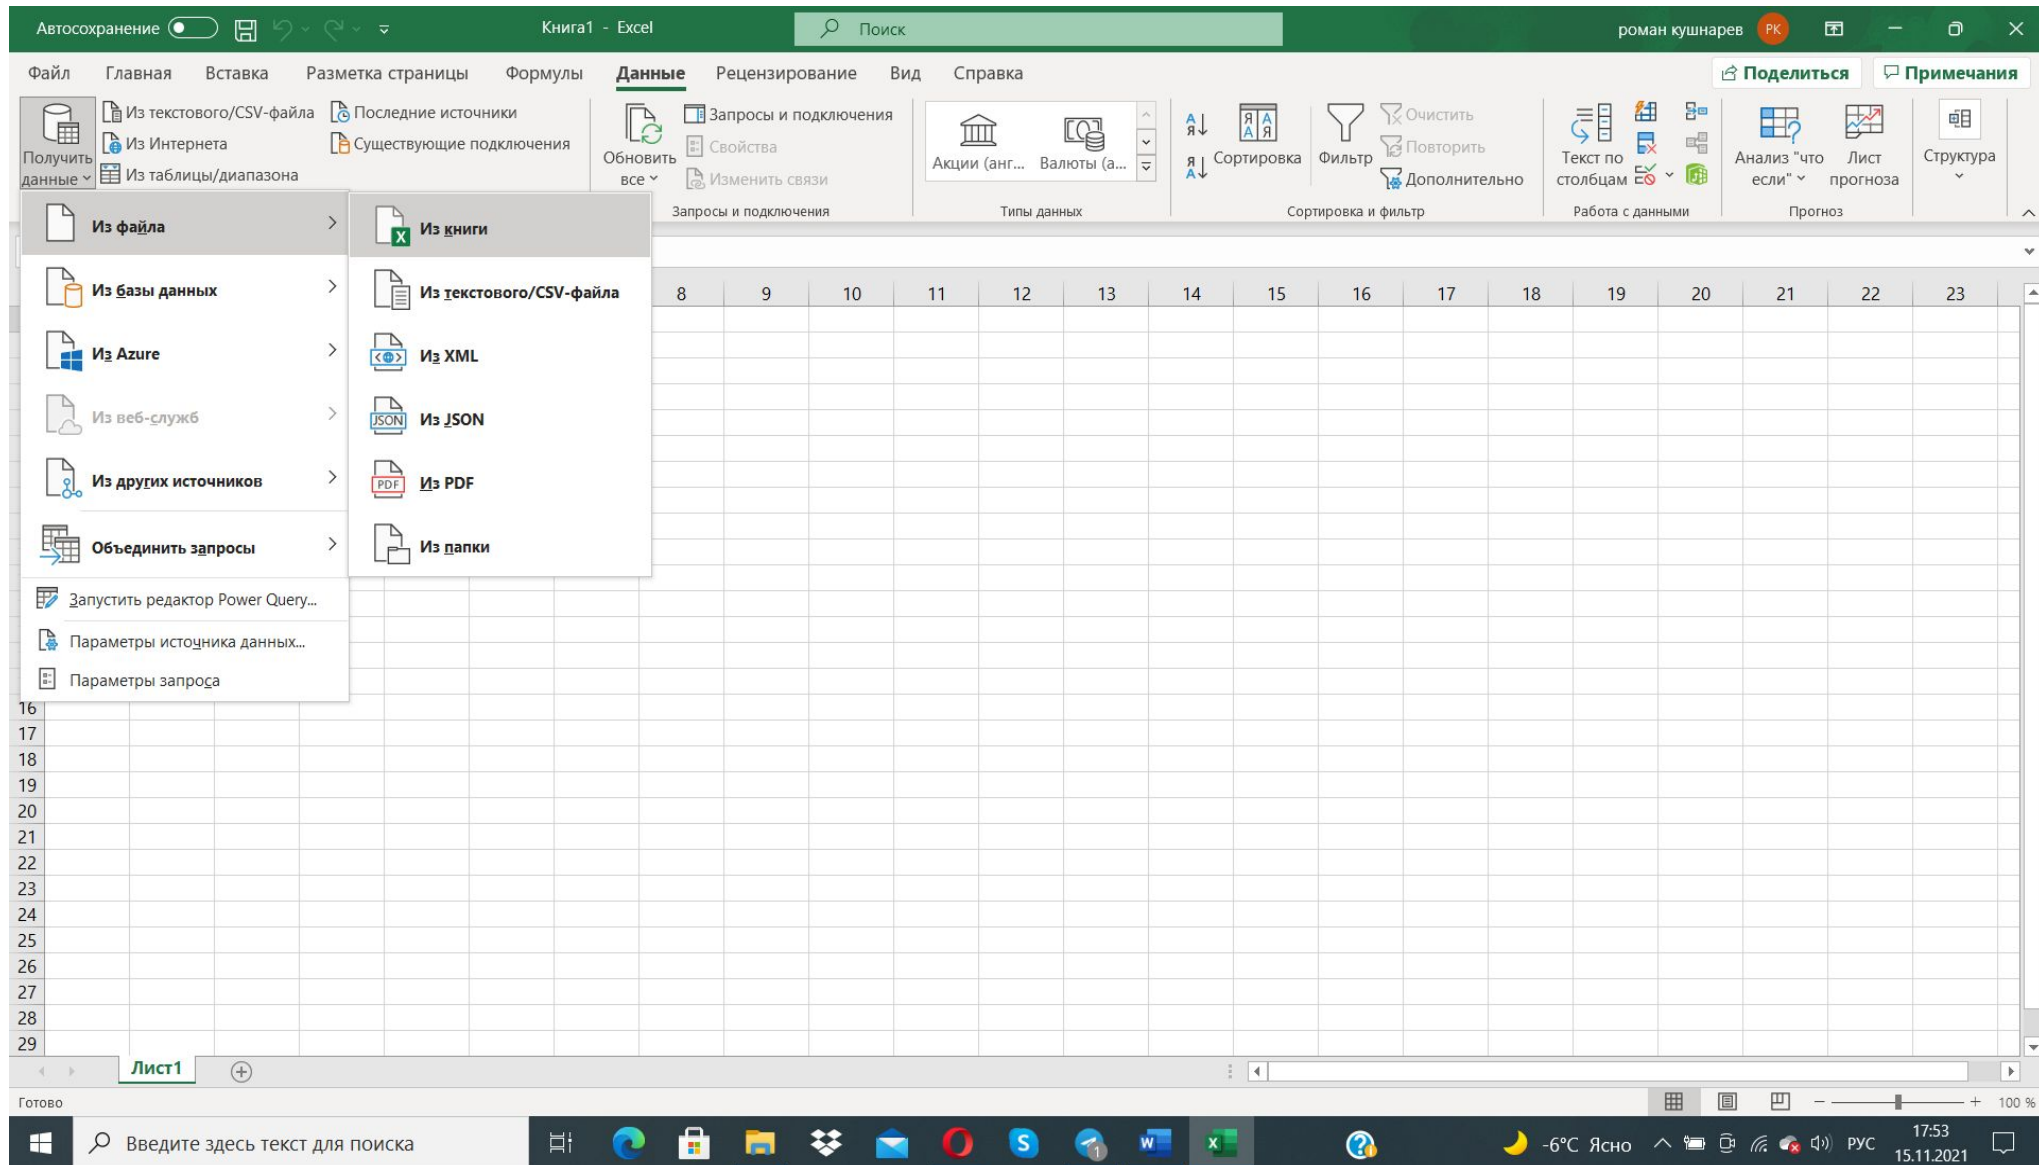 Автосохранение
Книга1 - Excel
Поиск
роман кушнарев
РК
Файл Главная Вставка Разметка страницы Формулы Данные Рецензирование Вид Справка
Поделиться
Примечания
Получить данные
Из текстового/CSV-файла
Из Интернета
Из таблицы/диапазона
Последние источники
Существующие подключения
Обновить все
Запросы и подключения
Свойства
Изменить связи
Запросы и подключения
Акции (анг...
Валюты (а...
Типы данных
Сортировка
Фильтр
Очистить
Повторить
Дополнительно
Сортировка и фильтр
Текст по столбцам
Работа с данными
Анализ "что если"
Лист прогноза
Прогноз
Структура
Из файла
Из базы данных
Из Azure
Из веб-служб
Из других источников
Объединить запросы
Запустить редактор Power Query...
Параметры источника данных...
Параметры запроса
Из книги
Из текстового/CSV-файла
Из XML
JSON
Из JSON
PDF
Из PDF
Из папки
8 9 10 11 12 13 14 15 16 17 18 19 20 21 22 23
16
17
18
19
20
21
22
23
24
25
26
27
28
29
Лист1
Готово
100 %
Введите здесь текст для поиска
-6°C Ясно
РУС
17:53
15.11.2021